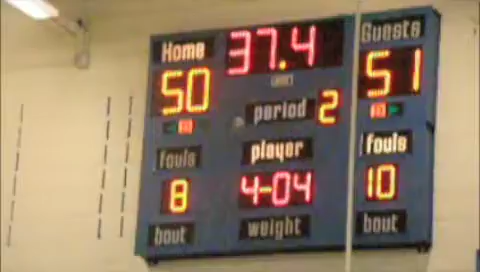 Home 37.4 Guests
50 51
period 2
fouls player fouls
8 4-04 10
bout weight bout